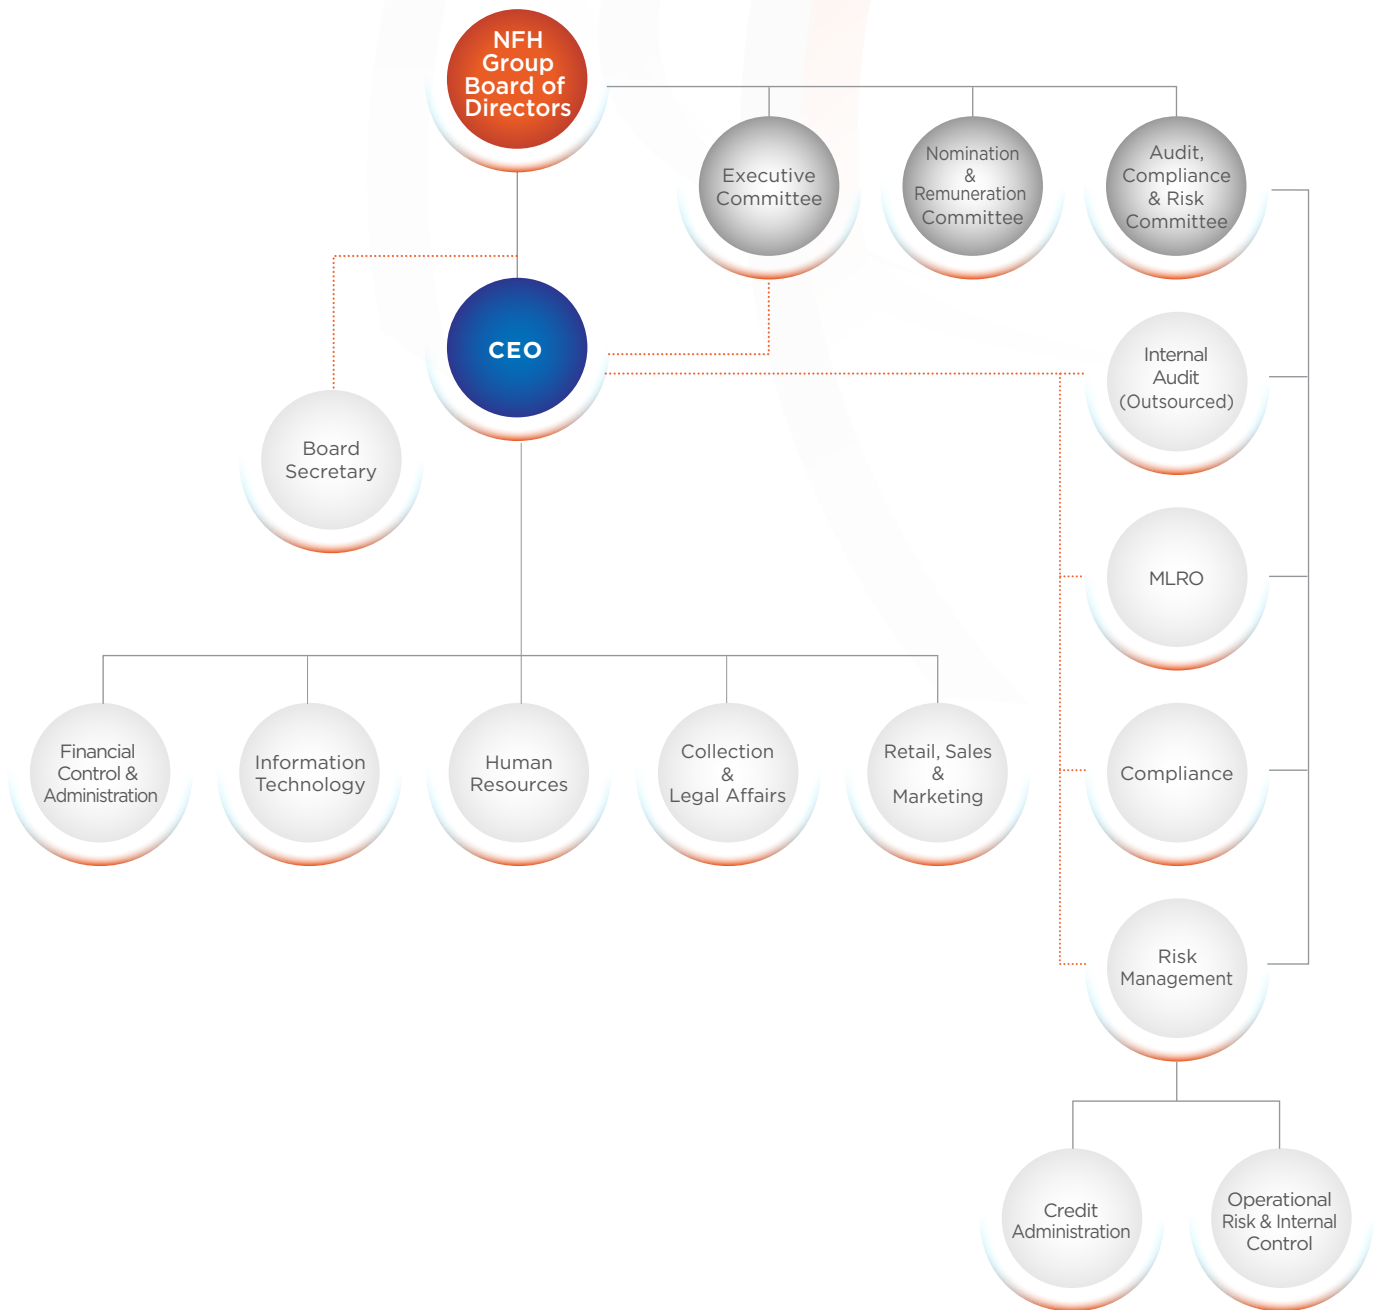 NFH
Group
Board of
Directors
Executive
Committee
Nomination
&
Remuneration
Committee
Audit,
Compliance
& Risk
Committee
CEO
Internal
Audit
(Outsourced)
Board
Secretary
MLRO
Financial
Control &
Administration
Information
Technology
Human
Resources
Collection
&
Legal Affairs
Retail, Sales
&
Marketing
Compliance
Risk
Management
Credit
Administration
Operational
Risk & Internal
Control